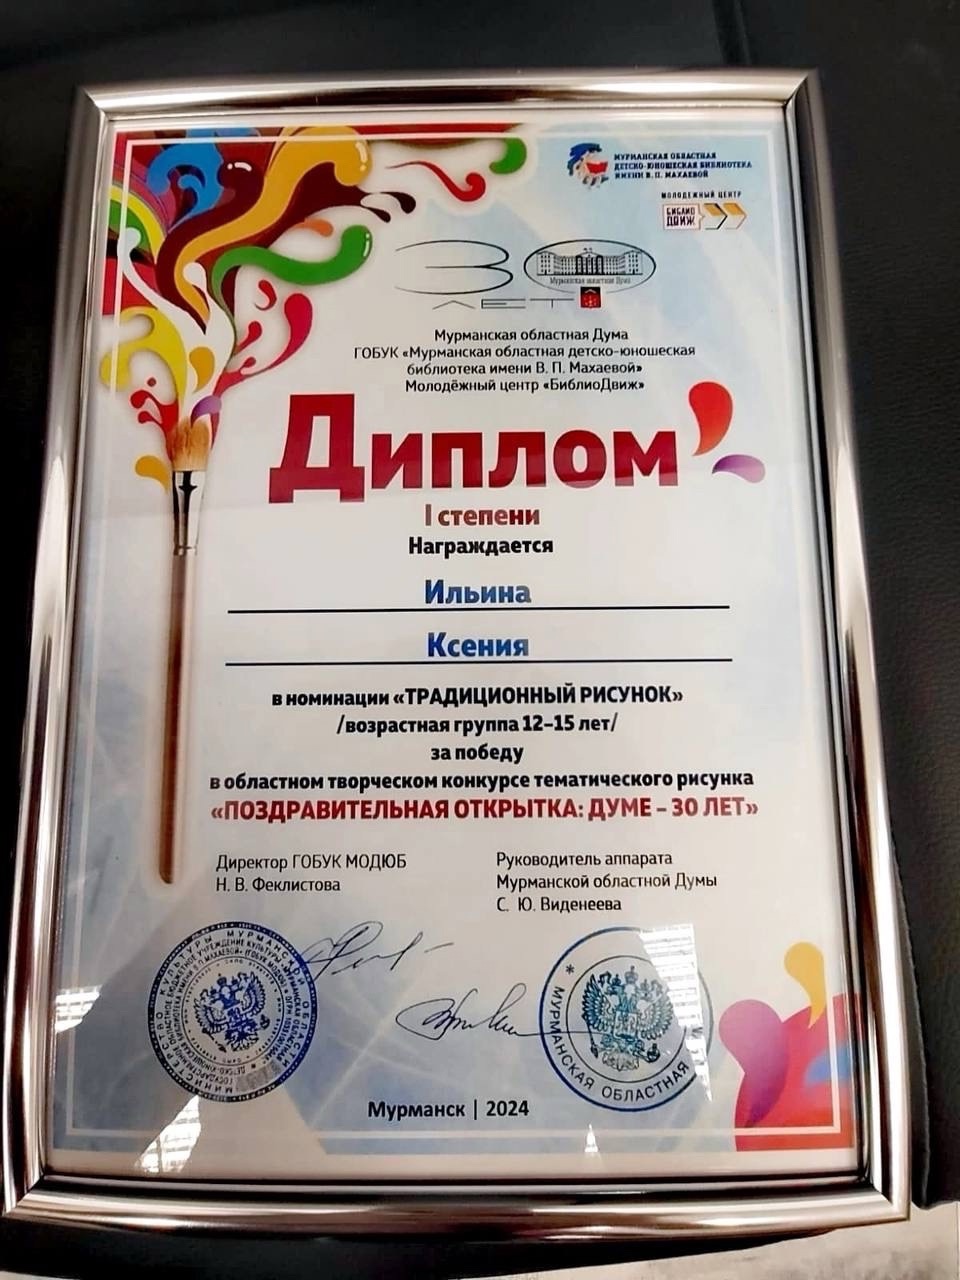 МУРМАНСКАЯ ОБЛАСТНАЯ
ДЕТСКО-ЮНОШЕСКАЯ БИБЛИОТЕКА
ИМЕНИ В. П. МАХАЕВОЙ
МОЛОДЕЖНЫЙ ЦЕНТР
БИБЛИО
ДВИЖ
30
Мурманская областная Дума
ЛЕТ
Мурманская областная Дума
ГОБУК «Мурманская областная детско-юношеская
библиотека имени В. П. Махаевой»
Молодёжный центр «БиблиоДвиж»
Диплом
I степени
Награждается
Ильина
Ксения
в номинации «ТРАДИЦИОННЫЙ РИСУНОК»
/возрастная группа 12-15 лет/
за победу
в областном творческом конкурсе тематического рисунка
«ПОЗДРАВИТЕЛЬНАЯ ОТКРЫТКА: ДУМЕ – 30 ЛЕТ»
Директор ГОБУК МОДЮБ
Н. В. Феклистова
Руководитель аппарата
Мурманской областной Думы
С. Ю. Виденеева
МУРМАНСКАЯ ОБЛАСТНАЯ
Мурманск | 2024